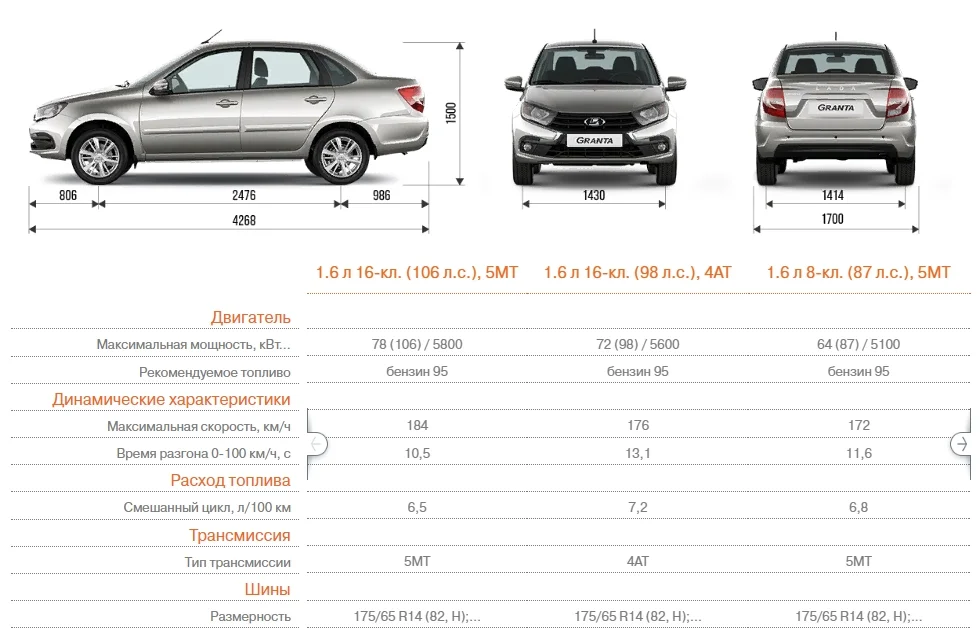 1500
GRANTA
LADA
GRANTA
806
2476
986
1430
1414
4268
1700
1.6 л 16-кл. (106 л.с.), 5МТ
1.6 л 16-кл. (98 л.с.), 4АТ
1.6 л 8-кл. (87 л.с.), 5МТ
Двигатель
Максимальная мощность, кВт... 78 (106) / 5800 72 (98) / 5600 64 (87) / 5100
Рекомендуемое топливо бензин 95 бензин 95 бензин 95
Динамические характеристики
Максимальная скорость, км/ч 184 176 172
Время разгона 0-100 км/ч, с 10,5 13,1 11,6
Расход топлива
Смешанный цикл, л/100 км 6,5 7,2 6,8
Трансмиссия
Тип трансмиссии 5МТ 4АТ 5МТ
Шины
Размерность 175/65 R14 (82, H);... 175/65 R14 (82, H);... 175/65 R14 (82, H);...